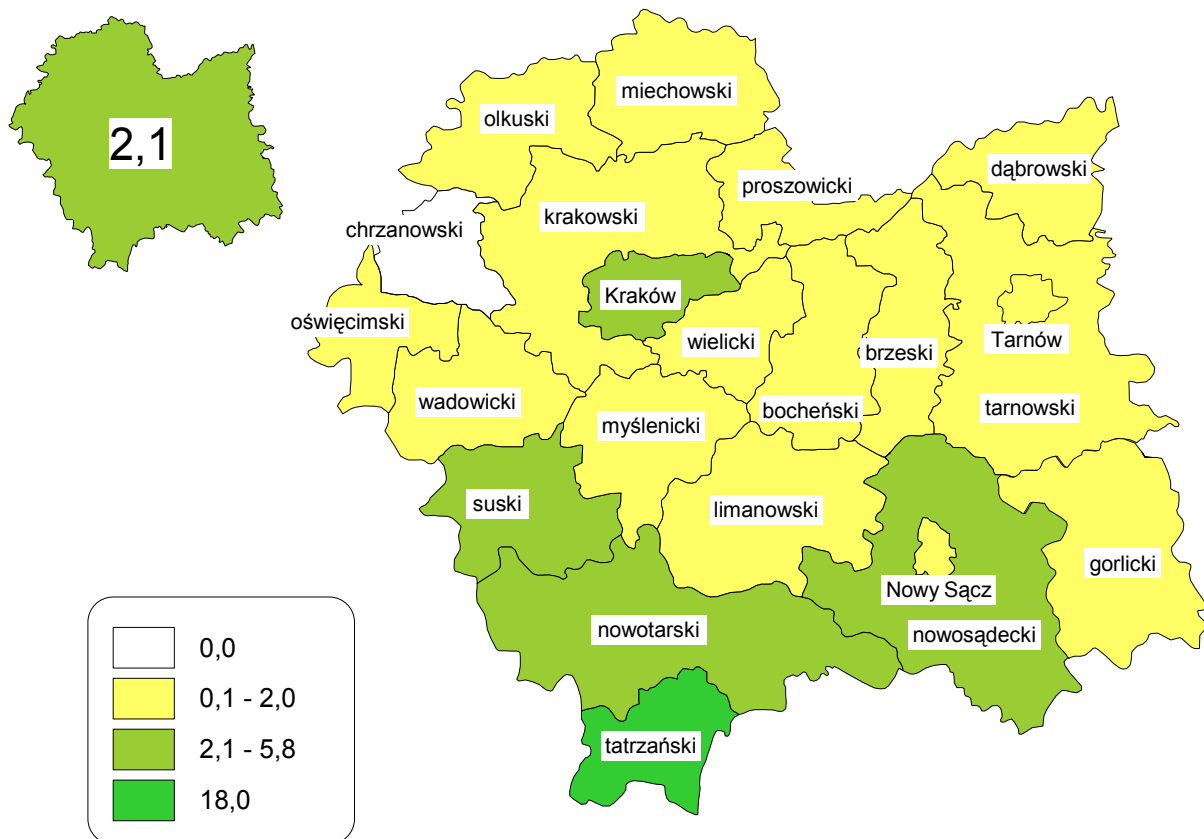 2,1
miechowski
olkuski
dąbrowski
proszowicki
krakowski
chrzanowski
Kraków
oświęcimski
wielicki
Tarnów
brzeski
wadowicki
bocheński
tarnowski
myślenicki
suski
limanowski
gorlicki
Nowy Sącz
nowotarski
nowosądecki
tatrzański
0,0
0,1 - 2,0
2,1 - 5,8
18,0